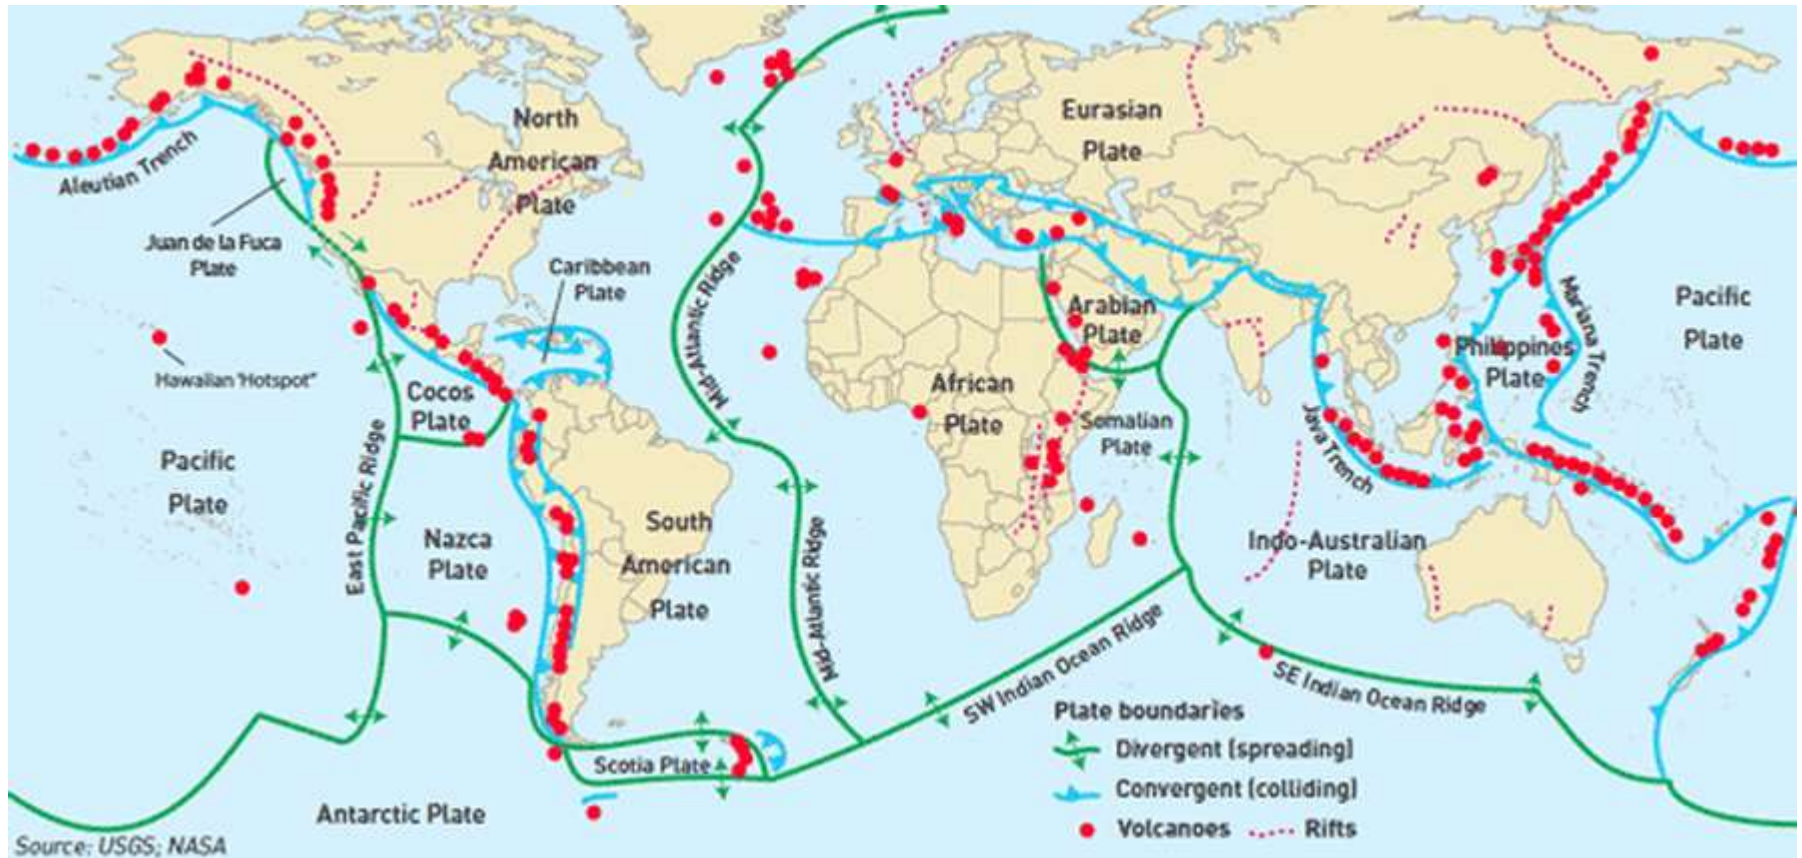 North
American
Plate
Eurasian
Plate
Aleutian Trench
Juan de la Fuca
Plate
Caribbean
Plate
Mid-Atlantic Ridge
Arabian
Plate
Mariana Trench
Pacific
Plate
Philippines
Plate
Hawaiian "Hotspot"
Cocos
Plate
African
Plate
Somalian
Plate
Java Trench
Pacific
Plate
East Pacific Ridge
Nazca
Plate
South
American
Plate
Mid-Atlantic Ridge
Indo-Australian
Plate
SW Indian Ocean Ridge
SE Indian Ocean Ridge
Scotia Plate
Antarctic Plate
Plate boundaries
Divergent (spreading)
Convergent (colliding)
Volcanoes Rifts
Source: USGS; NASA